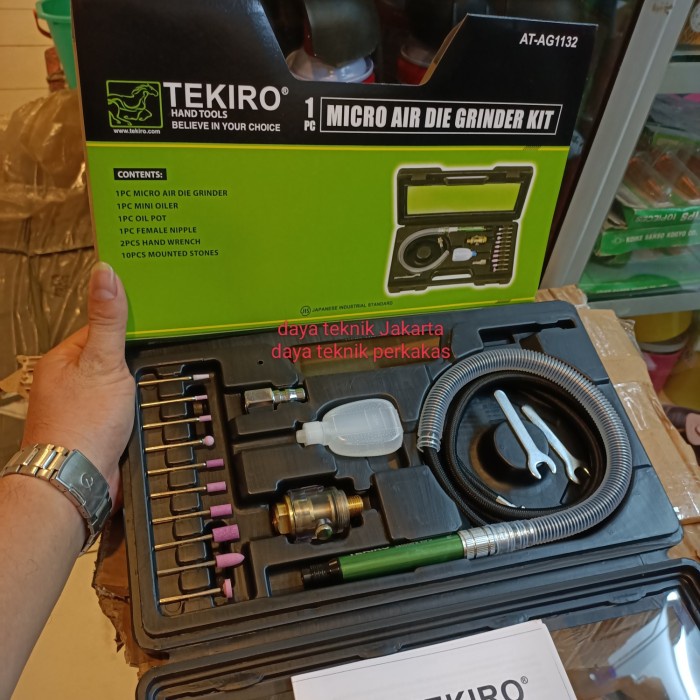 AT-AG1132
TEKIRO®
HAND TOOLS
BELIEVE IN YOUR CHOICE
www.tekiro.com
1 PC MICRO AIR DIE GRINDER KIT
CONTENTS:
1PC MICRO AIR DIE GRINDER
1PC MINI OILER
1PC OIL POT
1PC FEMALE NIPPLE
2PCS HAND WRENCH
10PCS MOUNTED STONES
JIS JAPANESE INDUSTRIAL STANDARD
daya teknik Jakarta
daya teknik perkakas
TEKIRO®